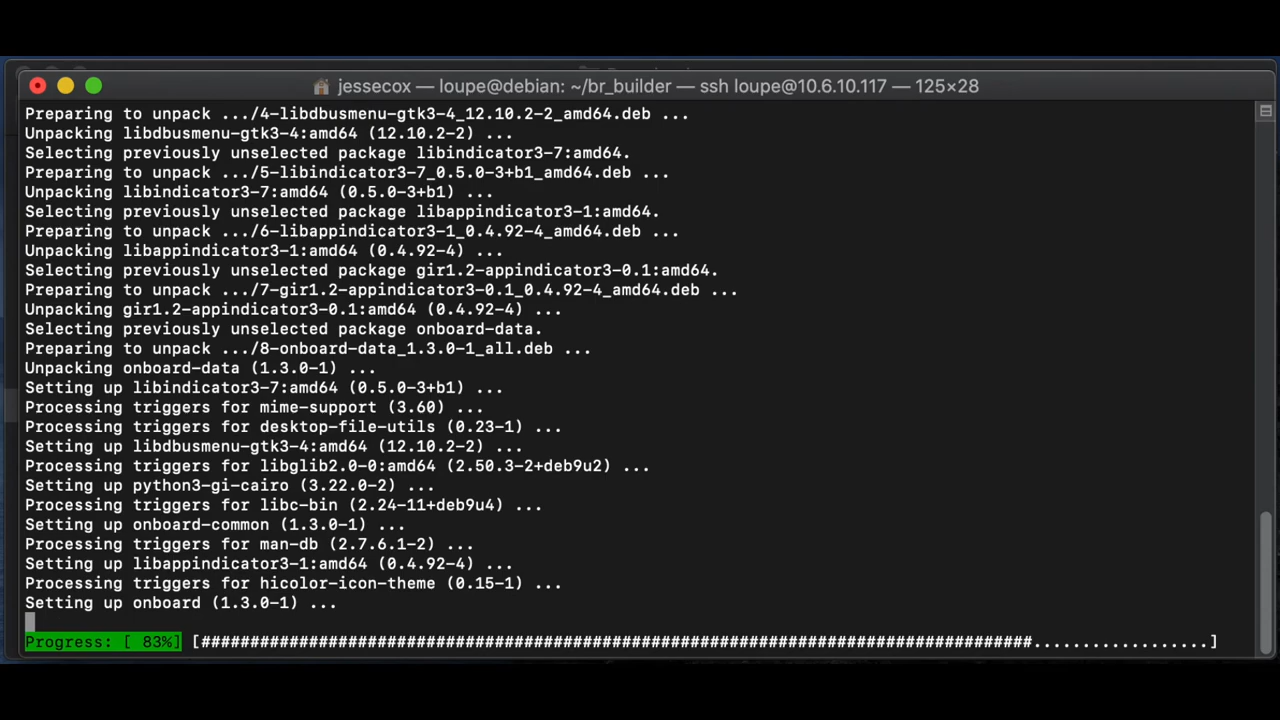 jessecox — loupe@debian: ~/br_builder — ssh loupe@10.6.10.117 — 125×28
Preparing to unpack .../4-libdbusmenu-gtk3-4_12.10.2-2_amd64.deb ...
Unpacking libdbusmenu-gtk3-4:amd64 (12.10.2-2) ...
Selecting previously unselected package libindicator3-7:amd64.
Preparing to unpack .../5-libindicator3-7_0.5.0-3+b1_amd64.deb ...
Unpacking libindicator3-7:amd64 (0.5.0-3+b1) ...
Selecting previously unselected package libappindicator3-1:amd64.
Preparing to unpack .../6-libappindicator3-1_0.4.92-4_amd64.deb ...
Unpacking libappindicator3-1:amd64 (0.4.92-4) ...
Selecting previously unselected package gir1.2-appindicator3-0.1:amd64.
Preparing to unpack .../7-gir1.2-appindicator3-0.1_0.4.92-4_amd64.deb ...
Unpacking gir1.2-appindicator3-0.1:amd64 (0.4.92-4) ...
Selecting previously unselected package onboard-data.
Preparing to unpack .../8-onboard-data_1.3.0-1_all.deb ...
Unpacking onboard-data (1.3.0-1) ...
Setting up libindicator3-7:amd64 (0.5.0-3+b1) ...
Processing triggers for mime-support (3.60) ...
Processing triggers for desktop-file-utils (0.23-1) ...
Setting up libdbusmenu-gtk3-4:amd64 (12.10.2-2) ...
Processing triggers for libglib2.0-0:amd64 (2.50.3-2+deb9u2) ...
Setting up python3-gi-cairo (3.22.0-2) ...
Processing triggers for libc-bin (2.24-11+deb9u4) ...
Setting up onboard-common (1.3.0-1) ...
Processing triggers for man-db (2.7.6.1-2) ...
Setting up libappindicator3-1:amd64 (0.4.92-4) ...
Processing triggers for hicolor-icon-theme (0.15-1) ...
Setting up onboard (1.3.0-1) ...
Progress: [ 83%] [#####################################################################################..................]